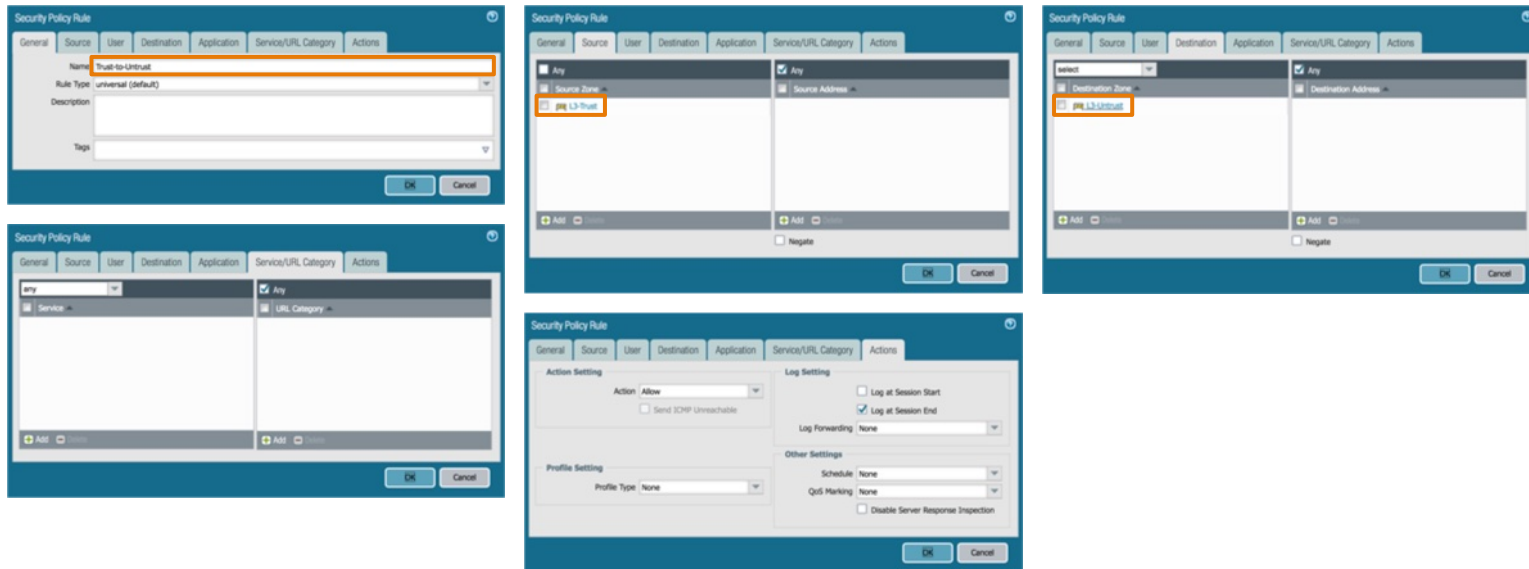 Security Policy Rule
General Source User Destination Application Service/URL Category Actions
Name Trust-to-Untrust
Rule Type universal (default)
Description
Tags
OK Cancel
Security Policy Rule
General Source User Destination Application Service/URL Category Actions
Any Any
Source Zone Source Address
L3-Trust
Add Delete Add Delete
Negate
OK Cancel
Security Policy Rule
General Source User Destination Application Service/URL Category Actions
select Any
Destination Zone Destination Address
L3-Untrust
Add Delete Add Delete
Negate
OK Cancel
Security Policy Rule
General Source User Destination Application Service/URL Category Actions
any Any
Service URL Category
Add Delete Add Delete
OK Cancel
Security Policy Rule
General Source User Destination Application Service/URL Category Actions
Action Setting
Action Allow
Send ICMP Unreachable
Profile Setting
Profile Type None
Log Setting
Log at Session Start
Log at Session End
Log Forwarding None
Other Settings
Schedule None
QoS Marking None
Disable Server Response Inspection
OK Cancel